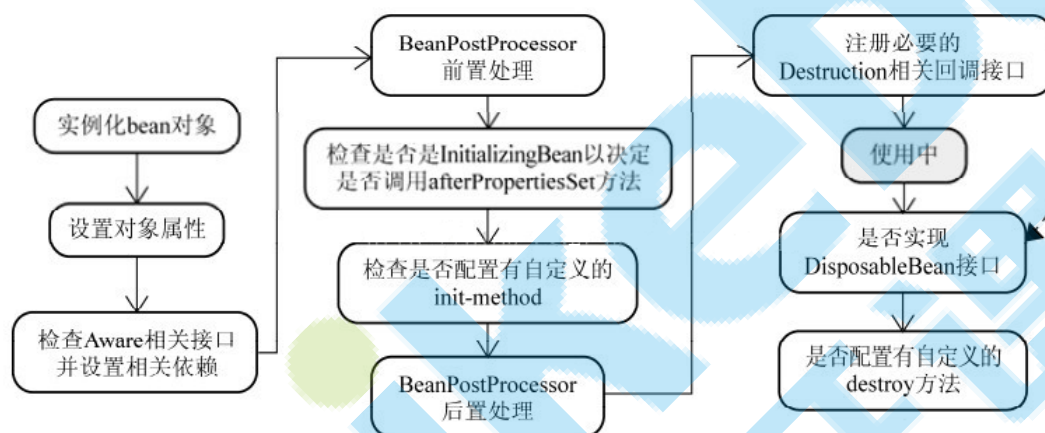 实例化bean对象
设置对象属性
检查Aware相关接口
并设置相关依赖
BeanPostProcessor
前置处理
检查是否是InitializingBean以决定
是否调用afterPropertiesSet方法
检查是否配置有自定义的
init-method
BeanPostProcessor
后置处理
注册必要的
Destruction相关回调接口
使用中
是否实现
DisposableBean接口
是否配置有自定义的
destroy方法